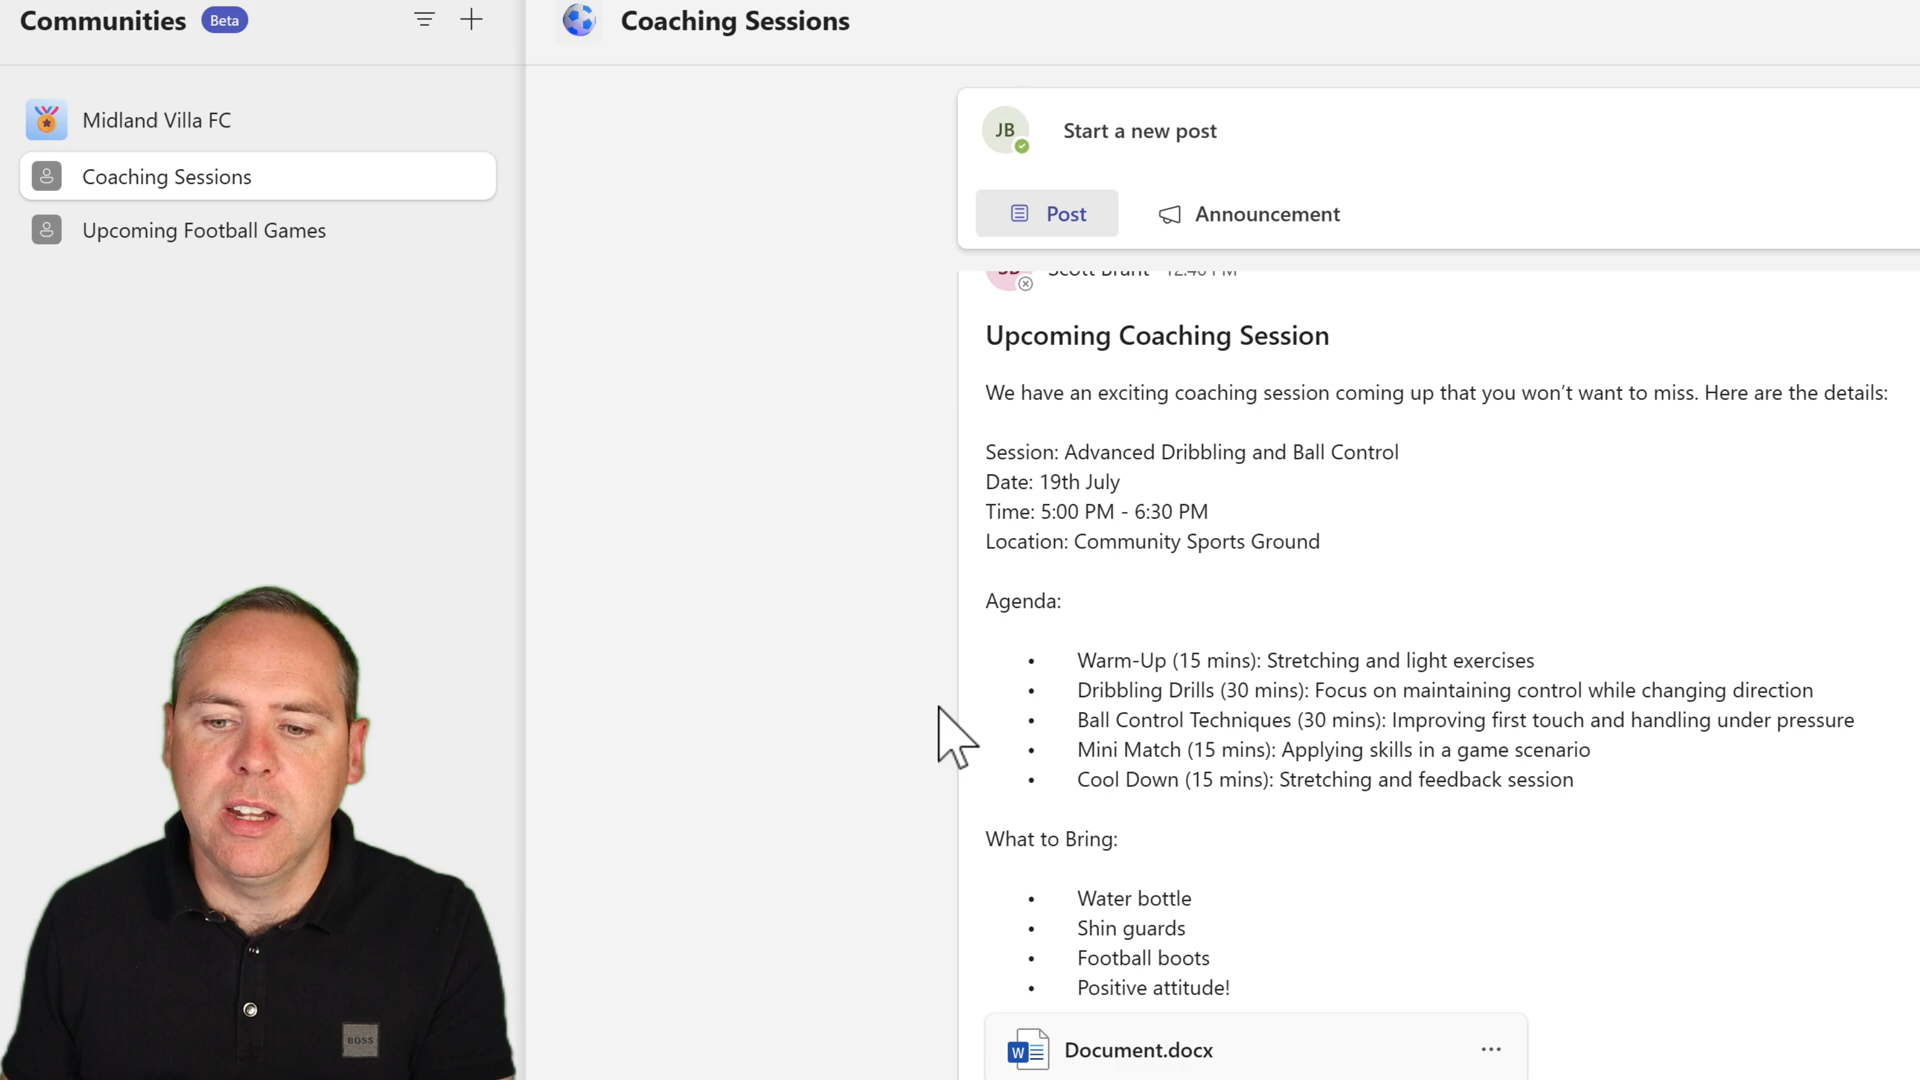 Communities Beta
Coaching Sessions
Midland Villa FC
Coaching Sessions
Upcoming Football Games
JB Start a new post
Post Announcement
Scott Brant 12:40 PM
Upcoming Coaching Session
We have an exciting coaching session coming up that you won’t want to miss. Here are the details:
Session: Advanced Dribbling and Ball Control
Date: 19th July
Time: 5:00 PM - 6:30 PM
Location: Community Sports Ground
Agenda:
• Warm-Up (15 mins): Stretching and light exercises
• Dribbling Drills (30 mins): Focus on maintaining control while changing direction
• Ball Control Techniques (30 mins): Improving first touch and handling under pressure
• Mini Match (15 mins): Applying skills in a game scenario
• Cool Down (15 mins): Stretching and feedback session
What to Bring:
• Water bottle
• Shin guards
• Football boots
• Positive attitude!
W Document.docx
BOSS